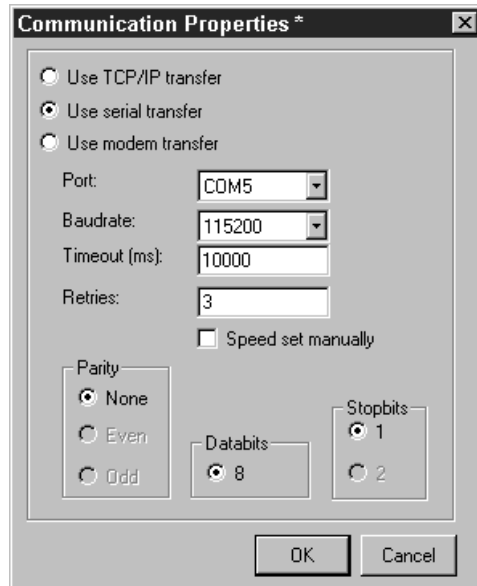 Communication Properties *
Use TCP/IP transfer
Use serial transfer
Use modem transfer
Port: COM5
Baudrate: 115200
Timeout (ms): 10000
Retries: 3
Speed set manually
Parity
None
Even
Odd
Databits
8
Stopbits
1
2
OK Cancel